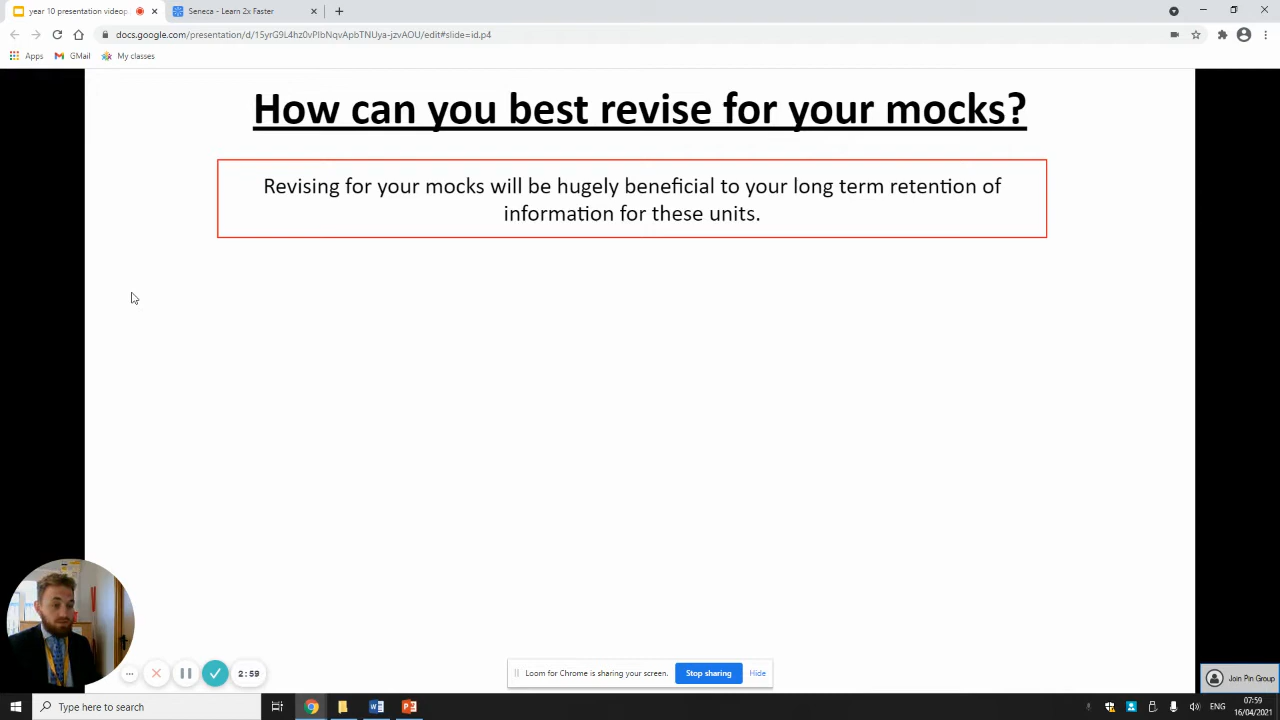 year 10 presentation videop
Seneca - Learn 2x Faster
docs.google.com/presentation/d/15yrG9L4hz0vPIbNqvApbTNUya-jzvAOU/edit#slide=id.p4
Apps
GMail
My classes
How can you best revise for your mocks?
Revising for your mocks will be hugely beneficial to your long term retention of
information for these units.
2:59
Loom for Chrome is sharing your screen.
Stop sharing
Hide
Join Pin Group
Type here to search
ENG
07:59
16/04/2021